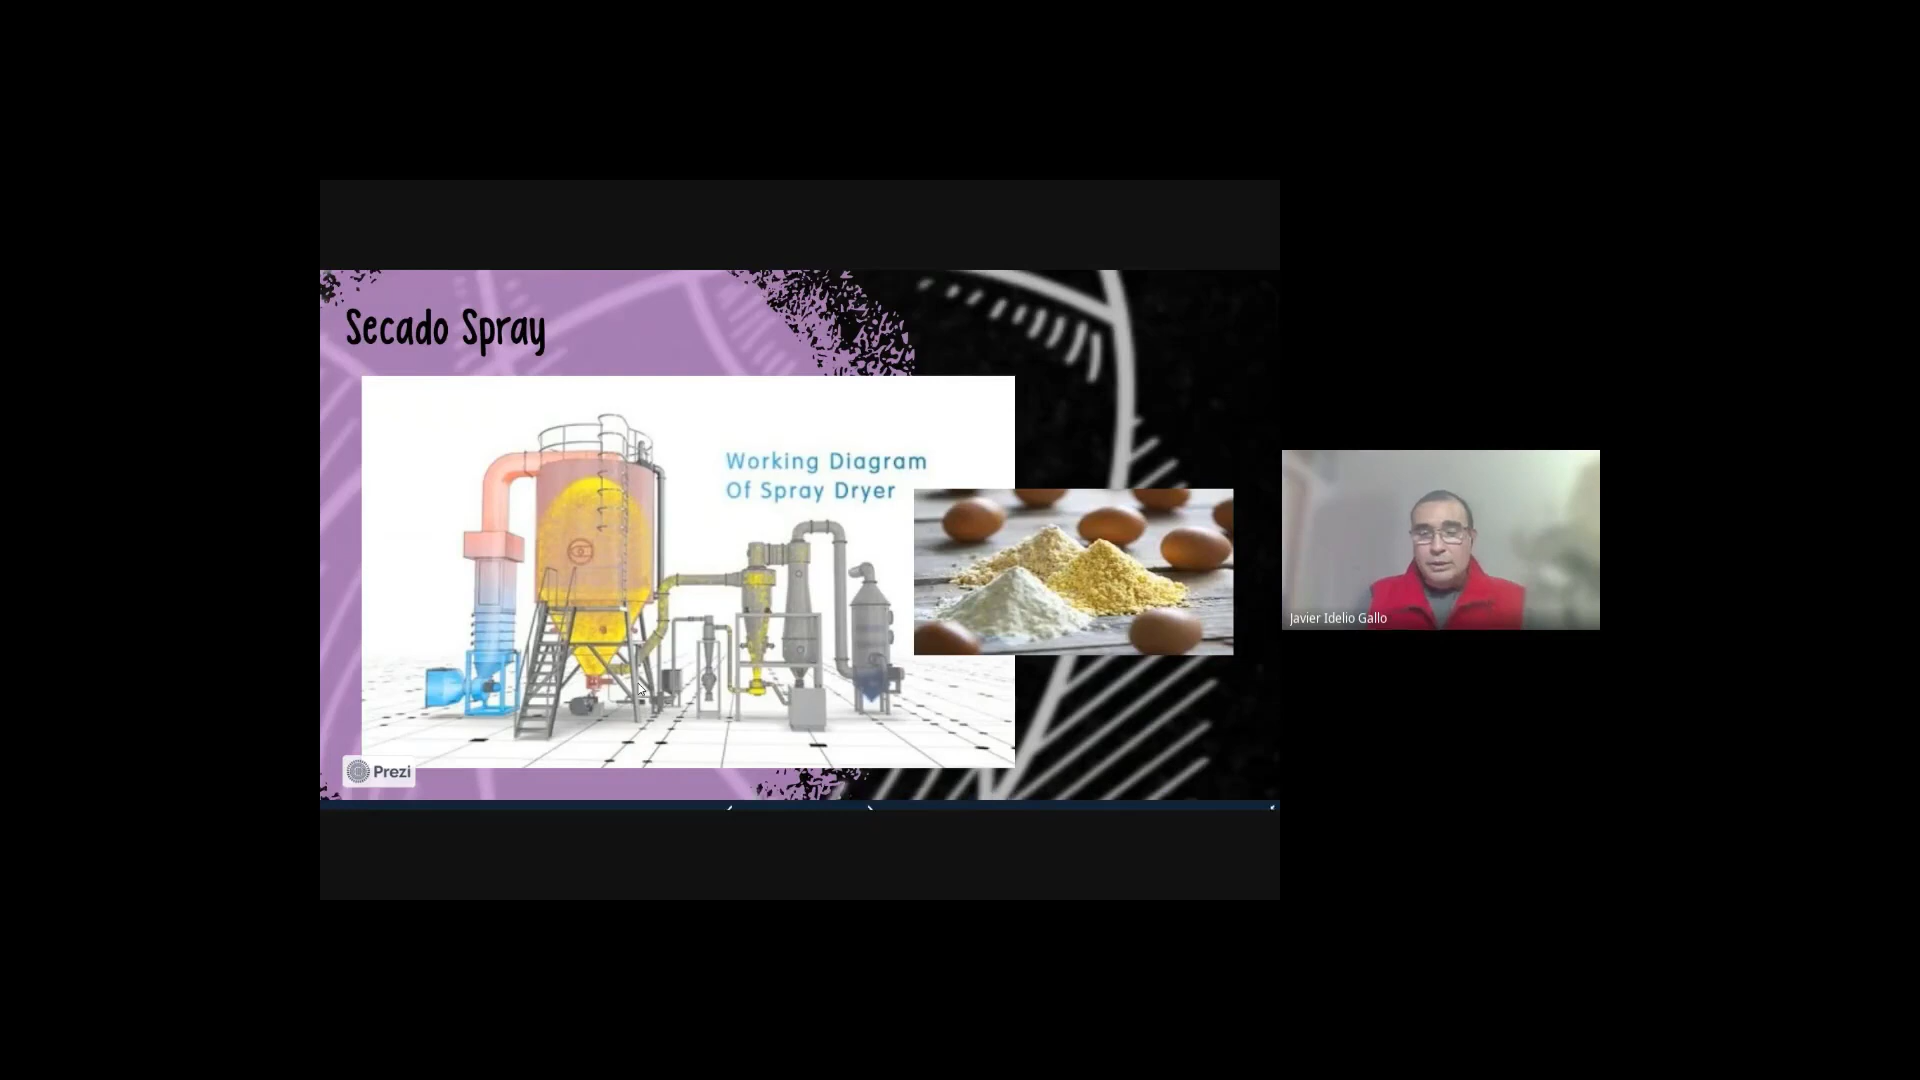 Secado Spray
Working Diagram
Of Spray Dryer
Prezi
Javier Idelio Gallo